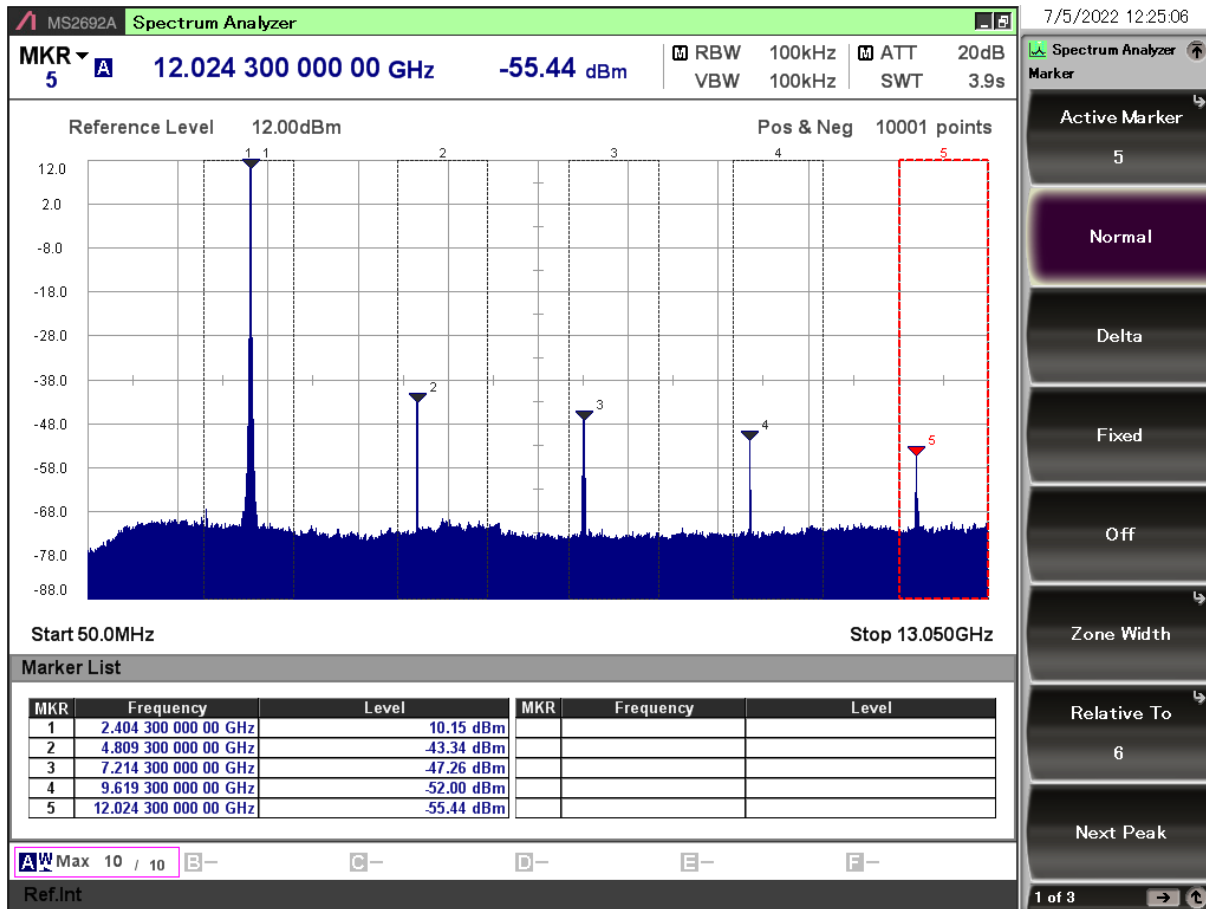 MS2692A Spectrum Analyzer
7/5/2022 12:25:06
MKR A 12.024 300 000 00 GHz -55.44 dBm
5
M RBW 100kHz M ATT 20dB
VBW 100kHz SWT 3.9s
Reference Level 12.00dBm Pos & Neg 10001 points
1 1 2 3 4 5
12.0
2.0
-8.0
-18.0
-28.0
-38.0
-48.0
-58.0
-68.0
-78.0
-88.0
2
3
4
5
Start 50.0MHz Stop 13.050GHz
Marker List
MKR Frequency Level MKR Frequency Level
1 2.404 300 000 00 GHz 10.15 dBm
2 4.809 300 000 00 GHz -43.34 dBm
3 7.214 300 000 00 GHz -47.26 dBm
4 9.619 300 000 00 GHz -52.00 dBm
5 12.024 300 000 00 GHz -55.44 dBm
A W Max 10 / 10 B- C- D- E- F-
Ref.Int
Spectrum Analyzer
Marker
Active Marker
5
Normal
Delta
Fixed
Off
Zone Width
Relative To
6
Next Peak
1 of 3